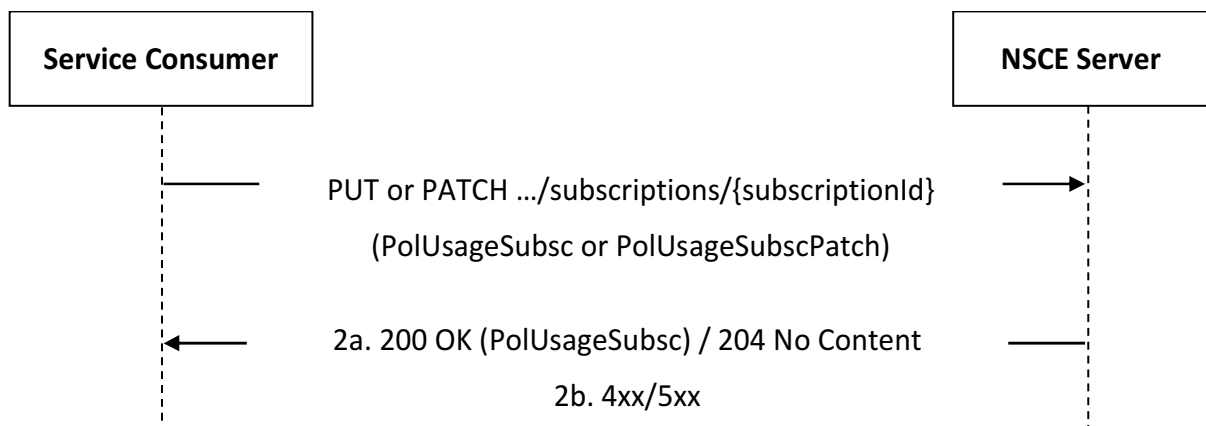 Service Consumer
NSCE Server
PUT or PATCH …/subscriptions/{subscriptionId}
(PolUsageSubsc or PolUsageSubscPatch)
2a. 200 OK (PolUsageSubsc) / 204 No Content
2b. 4xx/5xx